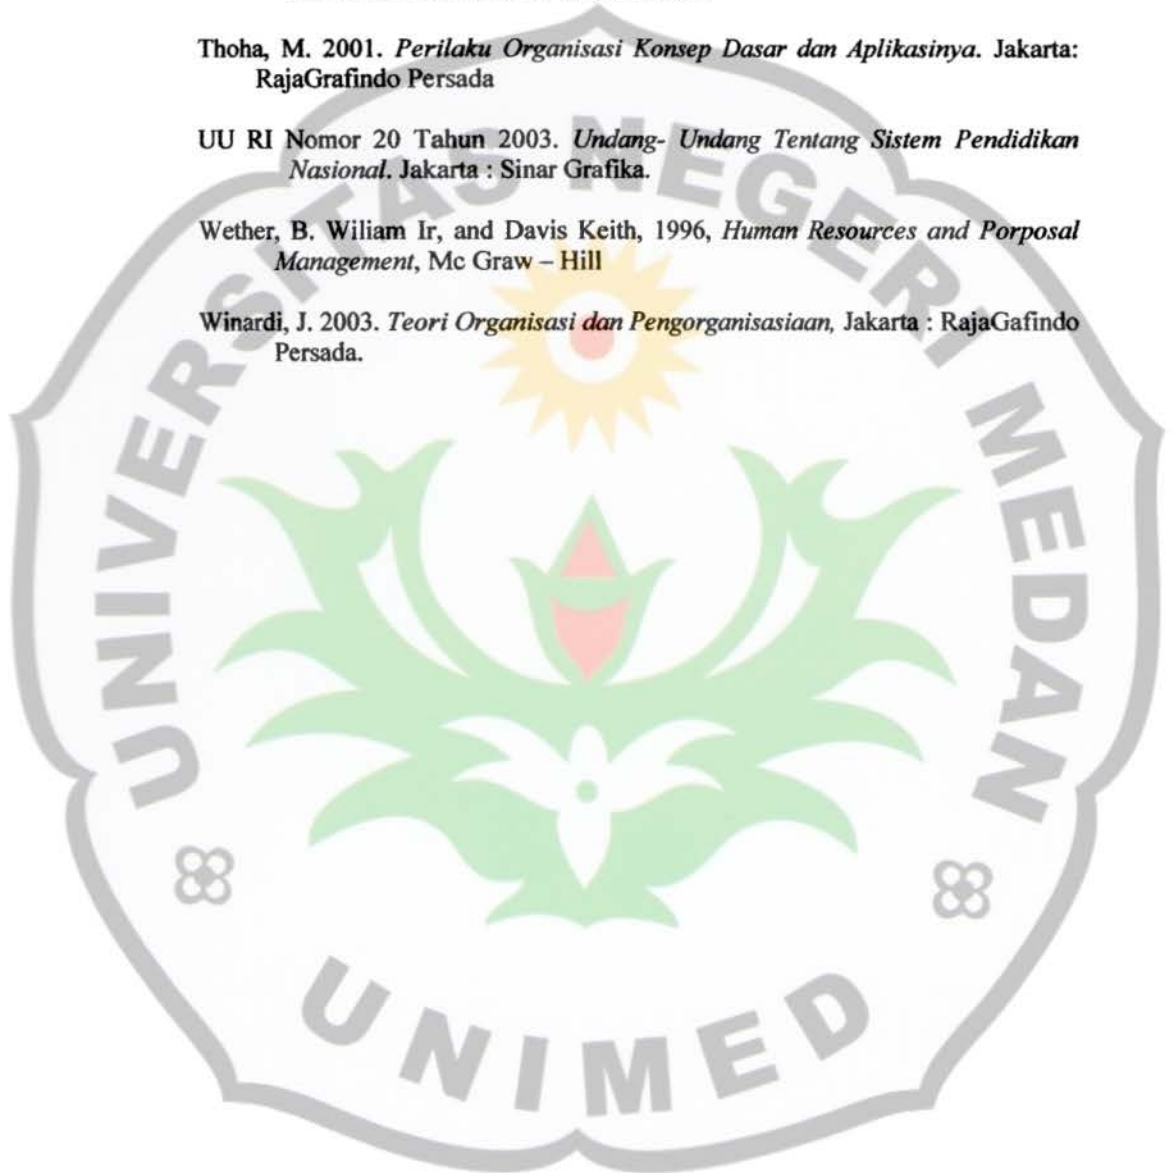 Thoha, M. 2001. Perilaku Organisasi Konsep Dasar dan Aplikasinya. Jakarta:
RajaGrafindo Persada
UU RI Nomor 20 Tahun 2003. Undang- Undang Tentang Sistem Pendidikan
Nasional. Jakarta : Sinar Grafika.
Wether, B. Wiliam Ir, and Davis Keith, 1996, Human Resources and Porposal
Management, Mc Graw – Hill
Winardi, J. 2003. Teori Organisasi dan Pengorganisasiaan, Jakarta : RajaGafindo
Persada.
UNIVERSITAS NEGERI MEDAN
UNIMED